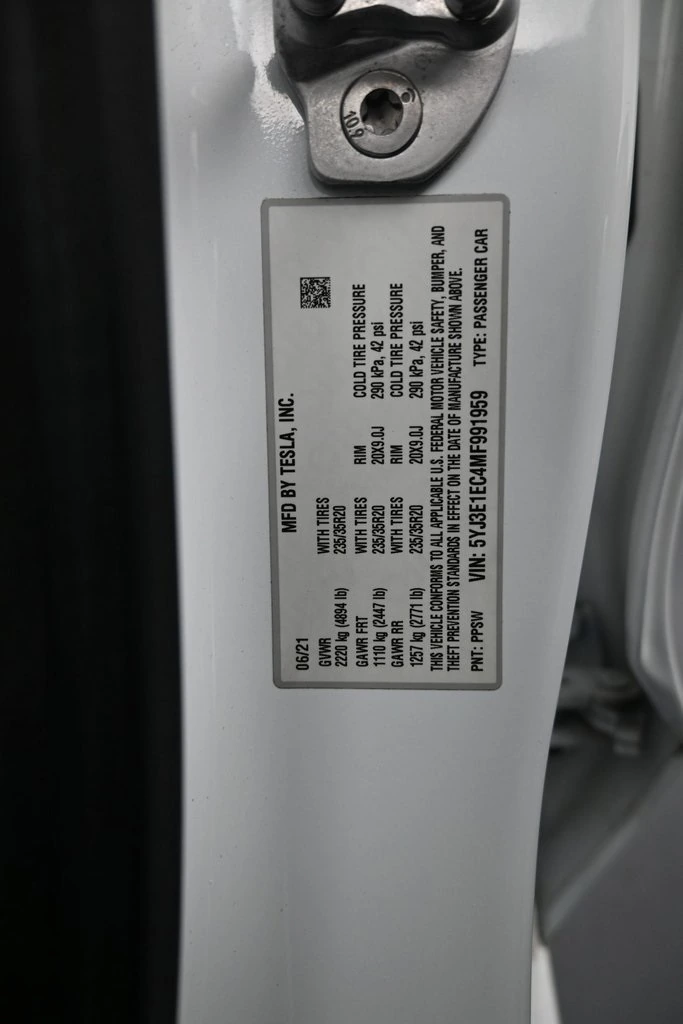 MFD BY TESLA, INC.
06/21
GVWR WITH TIRES
2220 kg (4894 lb) 235/35R20
GAWR FRT WITH TIRES RIM COLD TIRE PRESSURE
1110 kg (2447 lb) 235/35R20 20X9.0J 290 kPa, 42 psi
GAWR RR WITH TIRES RIM COLD TIRE PRESSURE
1257 kg (2771 lb) 235/35R20 20X9.0J 290 kPa, 42 psi
THIS VEHICLE CONFORMS TO ALL APPLICABLE U.S. FEDERAL MOTOR VEHICLE SAFETY, BUMPER, AND
THEFT PREVENTION STANDARDS IN EFFECT ON THE DATE OF MANUFACTURE SHOWN ABOVE.
PNT: PPSW VIN: 5YJ3E1EC4MF991959 TYPE: PASSENGER CAR
10.9